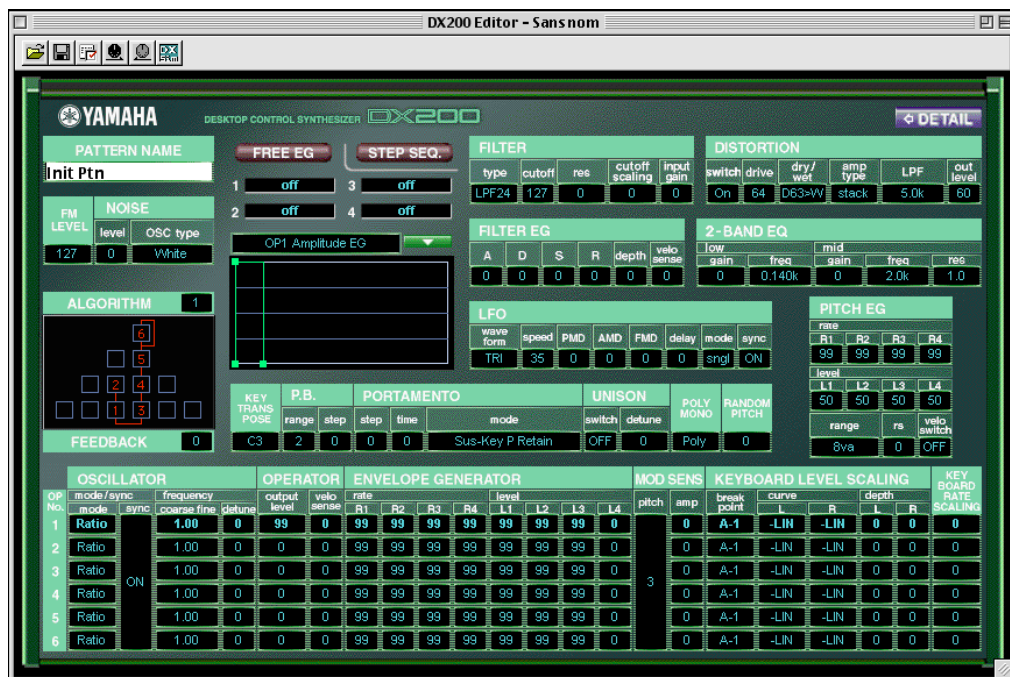 DX200 Editor - Sans nom
DX
YAMAHA DESKTOP CONTROL SYNTHESIZER DX200 DETAIL
PATTERN NAME
Init Ptn
FREE EG STEP SEQ.
1 off 3 off
2 off 4 off
OP1 Amplitude EG
FILTER
type cutoff res cutoff scaling input gain
LPF24 127 0 0 0
DISTORTION
switch drive dry/wet amp type LPF out level
On 64 D63>W stack 5.0k 60
FM LEVEL
127
NOISE
level OSC type
0 White
FILTER EG
A D S R depth velo sense
0 0 0 0 0 0
2-BAND EQ
low mid
gain freq gain freq res
0 0.140k 0 2.0k 1.0
ALGORITHM 1
6
5
2 4
1 3
FEEDBACK 0
LFO
wave form speed PMD AMD FMD delay mode sync
TRI 35 0 0 0 0 sngl ON
PITCH EG
rate
R1 R2 R3 R4
99 99 99 99
level
L1 L2 L3 L4
50 50 50 50
range rs velo switch
8va 0 OFF
KEY TRANS POSE
C3
P.B.
range step
2 0
PORTAMENTO
step time mode
0 0 Sus-Key P Retain
UNISON
switch detune
OFF 0
POLY MONO
Poly
RANDOM PITCH
0
OSCILLATOR OPERATOR ENVELOPE GENERATOR MOD SENS KEYBOARD LEVEL SCALING KEY BOARD RATE SCALING
OP No. mode/sync frequency output level velo sense rate level pitch amp break point curve depth
mode sync coarse fine detune R1 R2 R3 R4 L1 L2 L3 L4 L R L R
1 Ratio 1.00 0 99 0 99 99 99 99 99 99 99 0 0 A-1 -LIN -LIN 0 0 0
2 Ratio 1.00 0 0 0 99 99 99 99 99 99 99 0 0 A-1 -LIN -LIN 0 0 0
3 Ratio ON 1.00 0 0 0 99 99 99 99 99 99 99 0 3 0 A-1 -LIN -LIN 0 0 0
4 Ratio 1.00 0 0 0 99 99 99 99 99 99 99 0 0 A-1 -LIN -LIN 0 0 0
5 Ratio 1.00 0 0 0 99 99 99 99 99 99 99 0 0 A-1 -LIN -LIN 0 0 0
6 Ratio 1.00 0 0 0 99 99 99 99 99 99 99 0 0 A-1 -LIN -LIN 0 0 0